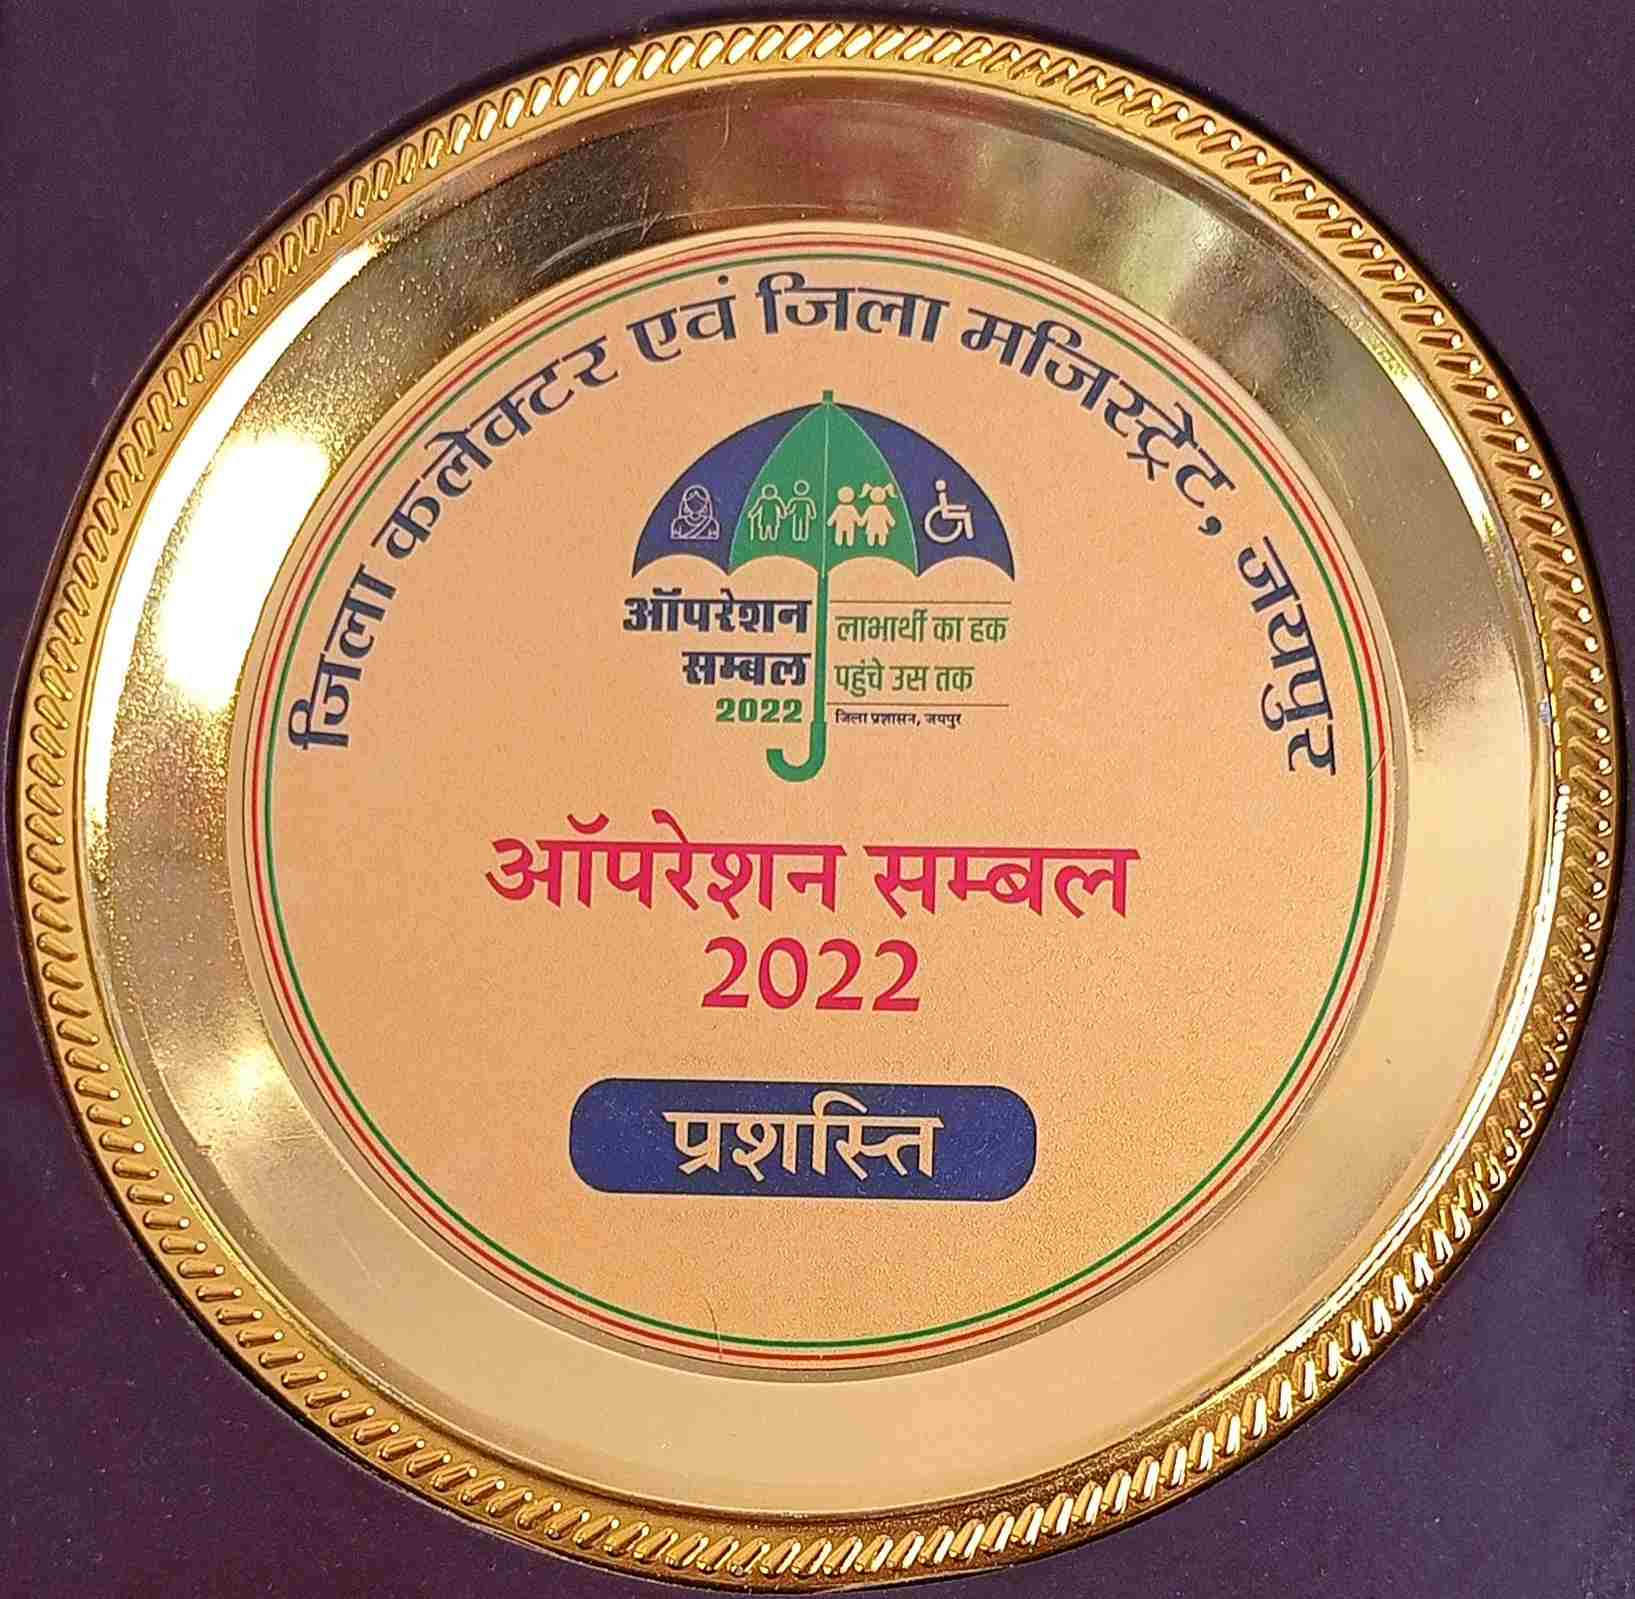 जिला कलेक्टर एवं जिला मजिस्ट्रेट, जयपुर
ऑपरेशन
सम्बल
2022
लाभार्थी का हक
पहुंचे उस तक
जिला प्रशासन, जयपुर
ऑपरेशन सम्बल
2022
प्रशस्ति